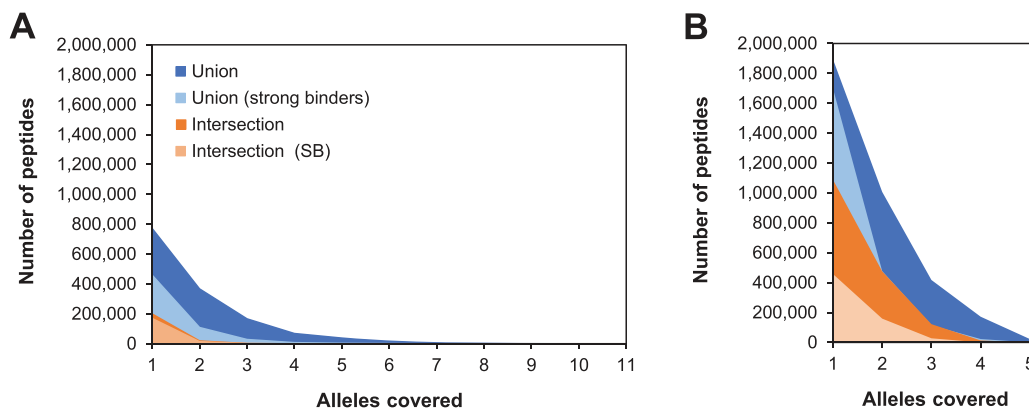 A
Number of peptides
2,000,000
1,800,000
1,600,000
1,400,000
1,200,000
1,000,000
800,000
600,000
400,000
200,000
0
Union
Union (strong binders)
Intersection
Intersection (SB)
1 2 3 4 5 6 7 8 9 10 11
Alleles covered
B
Number of peptides
2,000,000
1,800,000
1,600,000
1,400,000
1,200,000
1,000,000
800,000
600,000
400,000
200,000
0
1 2 3 4 5
Alleles covered